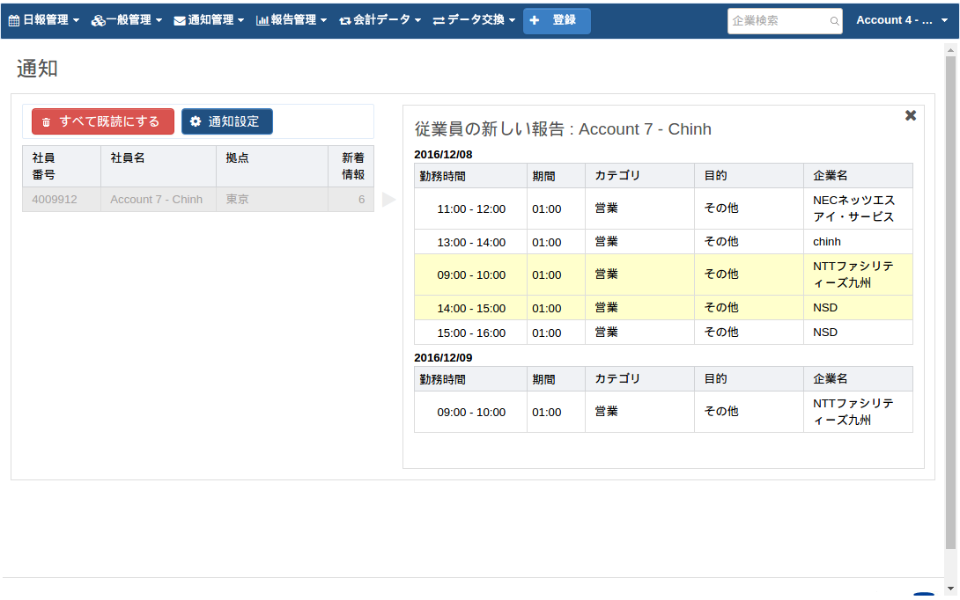 日報管理 一般管理 通知管理 報告管理 会計データ データ交換 + 登録 企業検索 Account 4 - ...
通知
すべて既読にする 通知設定
社員番号 社員名 拠点 新着情報
4009912 Account 7 - Chinh 東京 6
従業員の新しい報告 : Account 7 - Chinh
2016/12/08
勤務時間 期間 カテゴリ 目的 企業名
11:00 - 12:00 01:00 営業 その他 NECネッツエスアイ・サービス
13:00 - 14:00 01:00 営業 その他 chinh
09:00 - 10:00 01:00 営業 その他 NTTファシリティーズ九州
14:00 - 15:00 01:00 営業 その他 NSD
15:00 - 16:00 01:00 営業 その他 NSD
2016/12/09
勤務時間 期間 カテゴリ 目的 企業名
09:00 - 10:00 01:00 営業 その他 NTTファシリティーズ九州